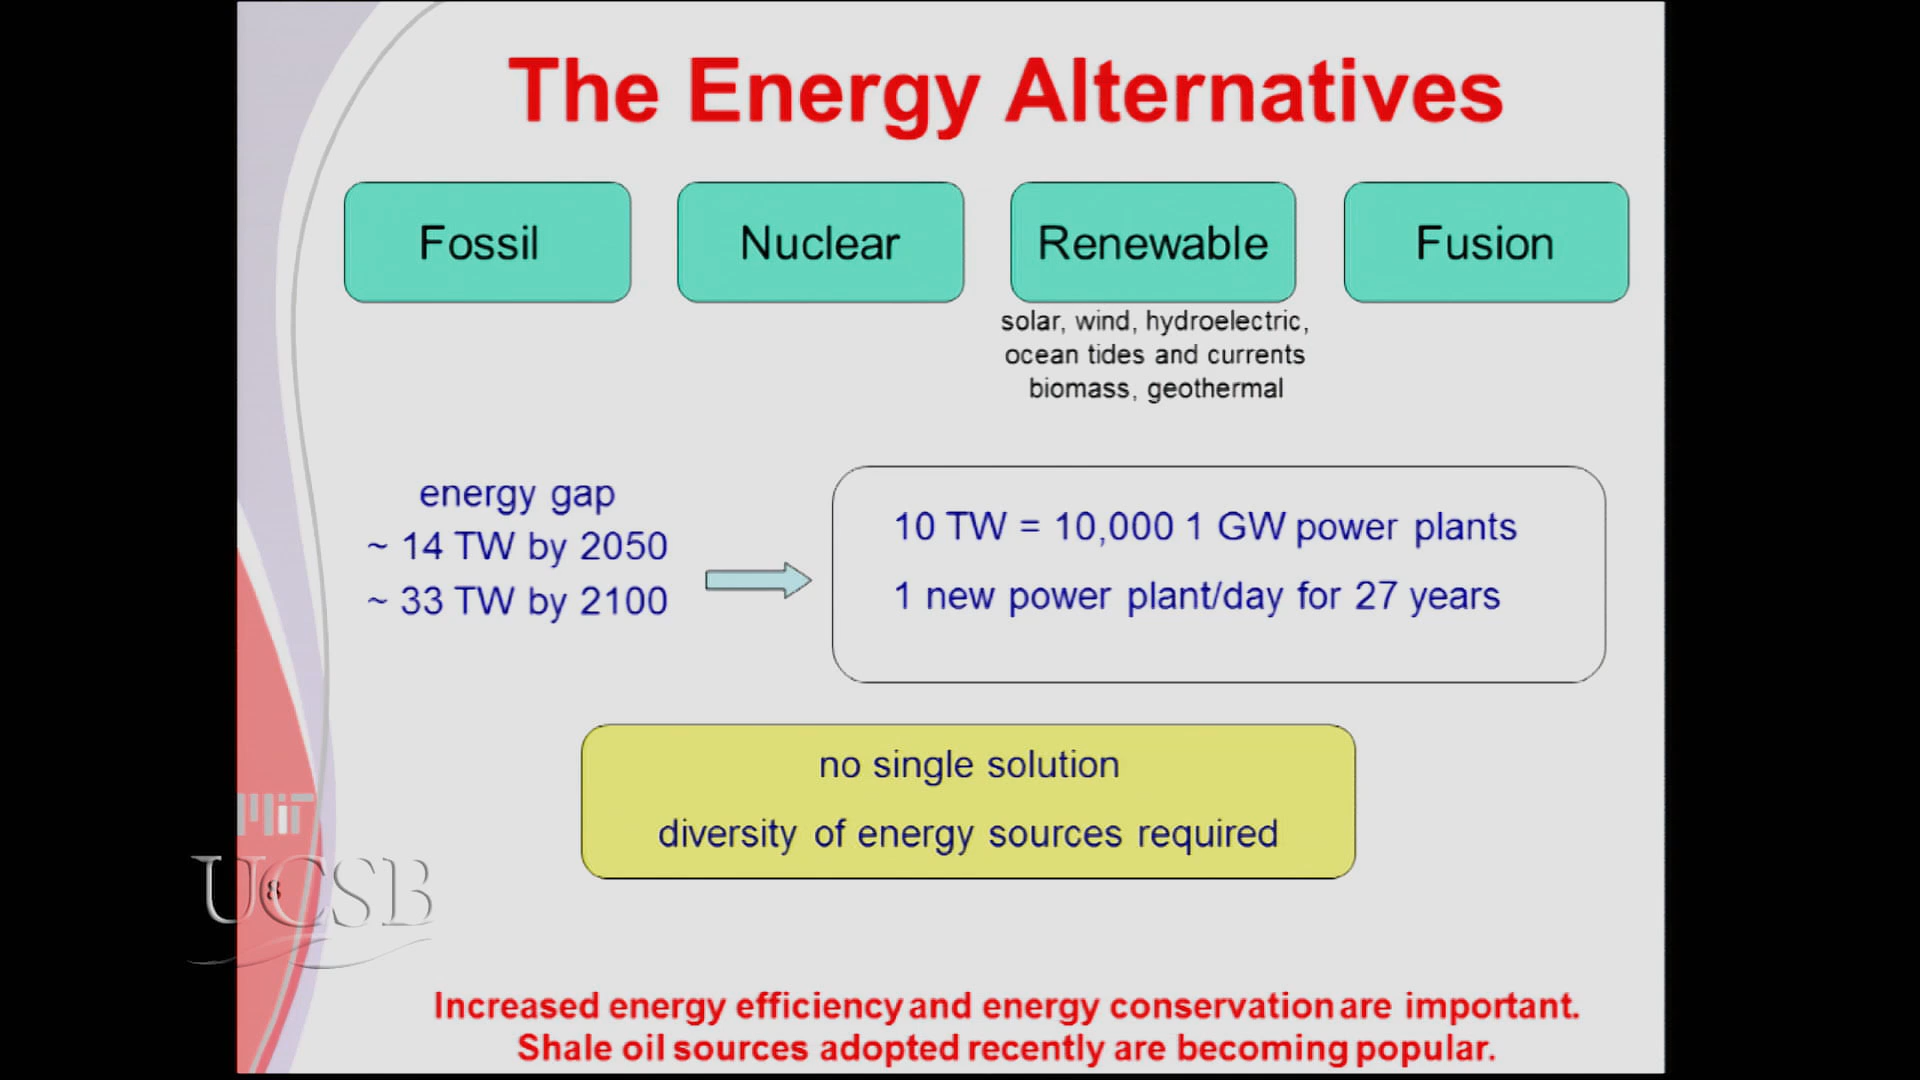 The Energy Alternatives
Fossil
Nuclear
Renewable
Fusion
solar, wind, hydroelectric,
ocean tides and currents
biomass, geothermal
energy gap
~ 14 TW by 2050
~ 33 TW by 2100
10 TW = 10,000 1 GW power plants
1 new power plant/day for 27 years
no single solution
diversity of energy sources required
MIT
UCSB
8
Increased energy efficiency and energy conservation are important.
Shale oil sources adopted recently are becoming popular.